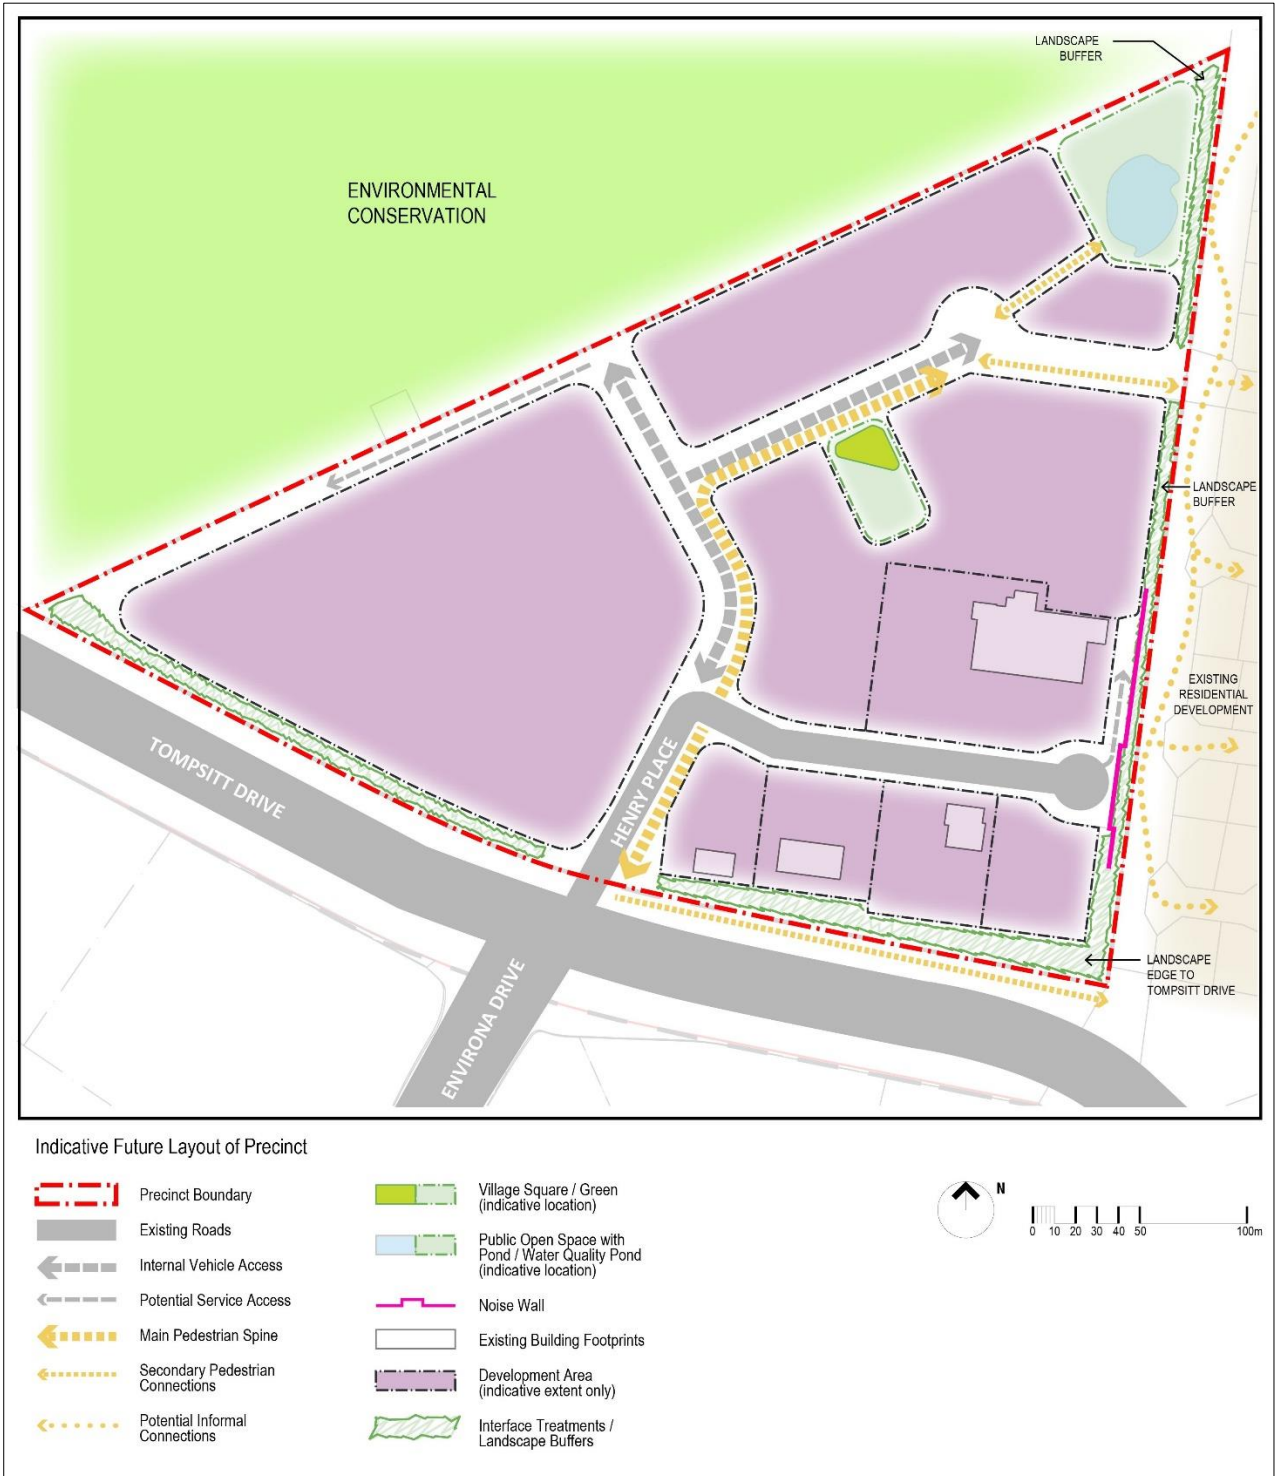 LANDSCAPE
BUFFER
ENVIRONMENTAL
CONSERVATION
LANDSCAPE
BUFFER
EXISTING
RESIDENTIAL
DEVELOPMENT
TOMPSITT DRIVE
HENRY PLACE
ENVIRONA DRIVE
LANDSCAPE
EDGE TO
TOMPSITT DRIVE
Indicative Future Layout of Precinct
Precinct Boundary
Existing Roads
Internal Vehicle Access
Potential Service Access
Main Pedestrian Spine
Secondary Pedestrian
Connections
Potential Informal
Connections
Village Square / Green
(indicative location)
Public Open Space with
Pond / Water Quality Pond
(indicative location)
Noise Wall
Existing Building Footprints
Development Area
(indicative extent only)
Interface Treatments /
Landscape Buffers
N
0 10 20 30 40 50 100m